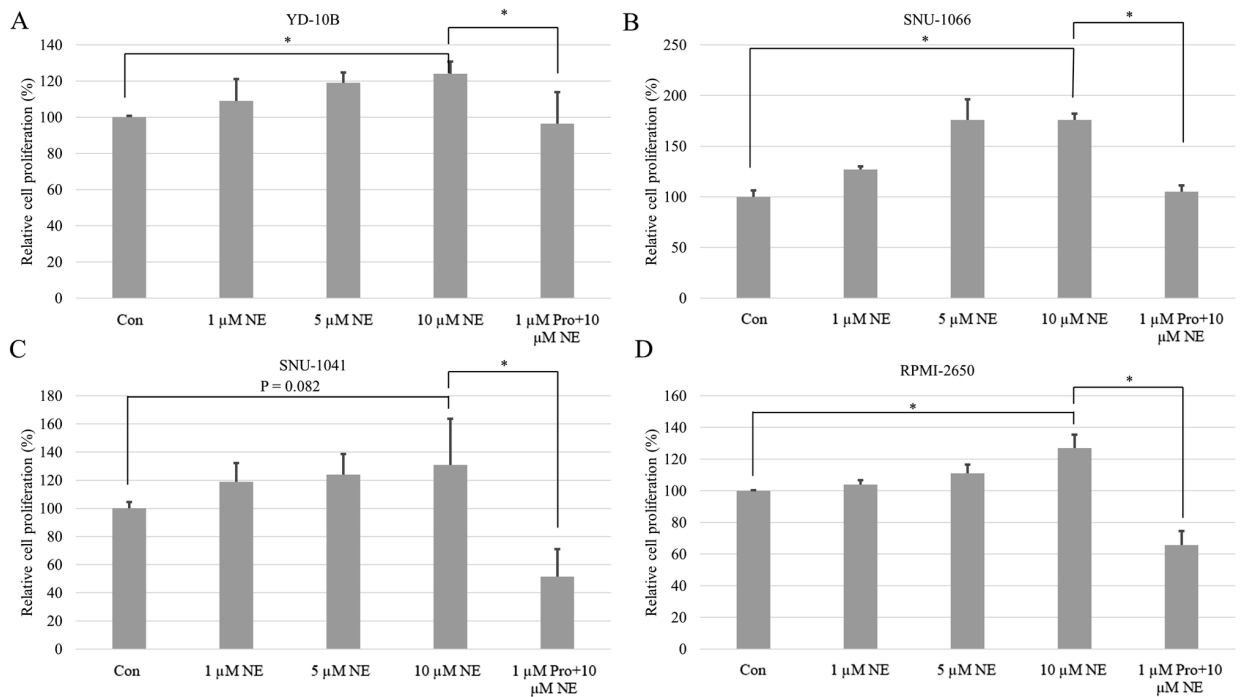 A
YD-10B
*
*
Relative cell proliferation (%)
140
120
100
80
60
40
20
0
Con
1 µM NE
5 µM NE
10 µM NE
1 µM Pro+10
µM NE
B
SNU-1066
*
*
Relative cell proliferation (%)
250
200
150
100
50
0
Con
1 µM NE
5 µM NE
10 µM NE
1 µM Pro+10
µM NE
C
SNU-1041
P = 0.082
*
Relative cell proliferation (%)
180
160
140
120
100
80
60
40
20
0
Con
1 µM NE
5 µM NE
10 µM NE
1 µM Pro+10
µM NE
D
RPMI-2650
*
*
Relative cell proliferation (%)
160
140
120
100
80
60
40
20
0
Con
1 µM NE
5 µM NE
10 µM NE
1 µM Pro+10
µM NE